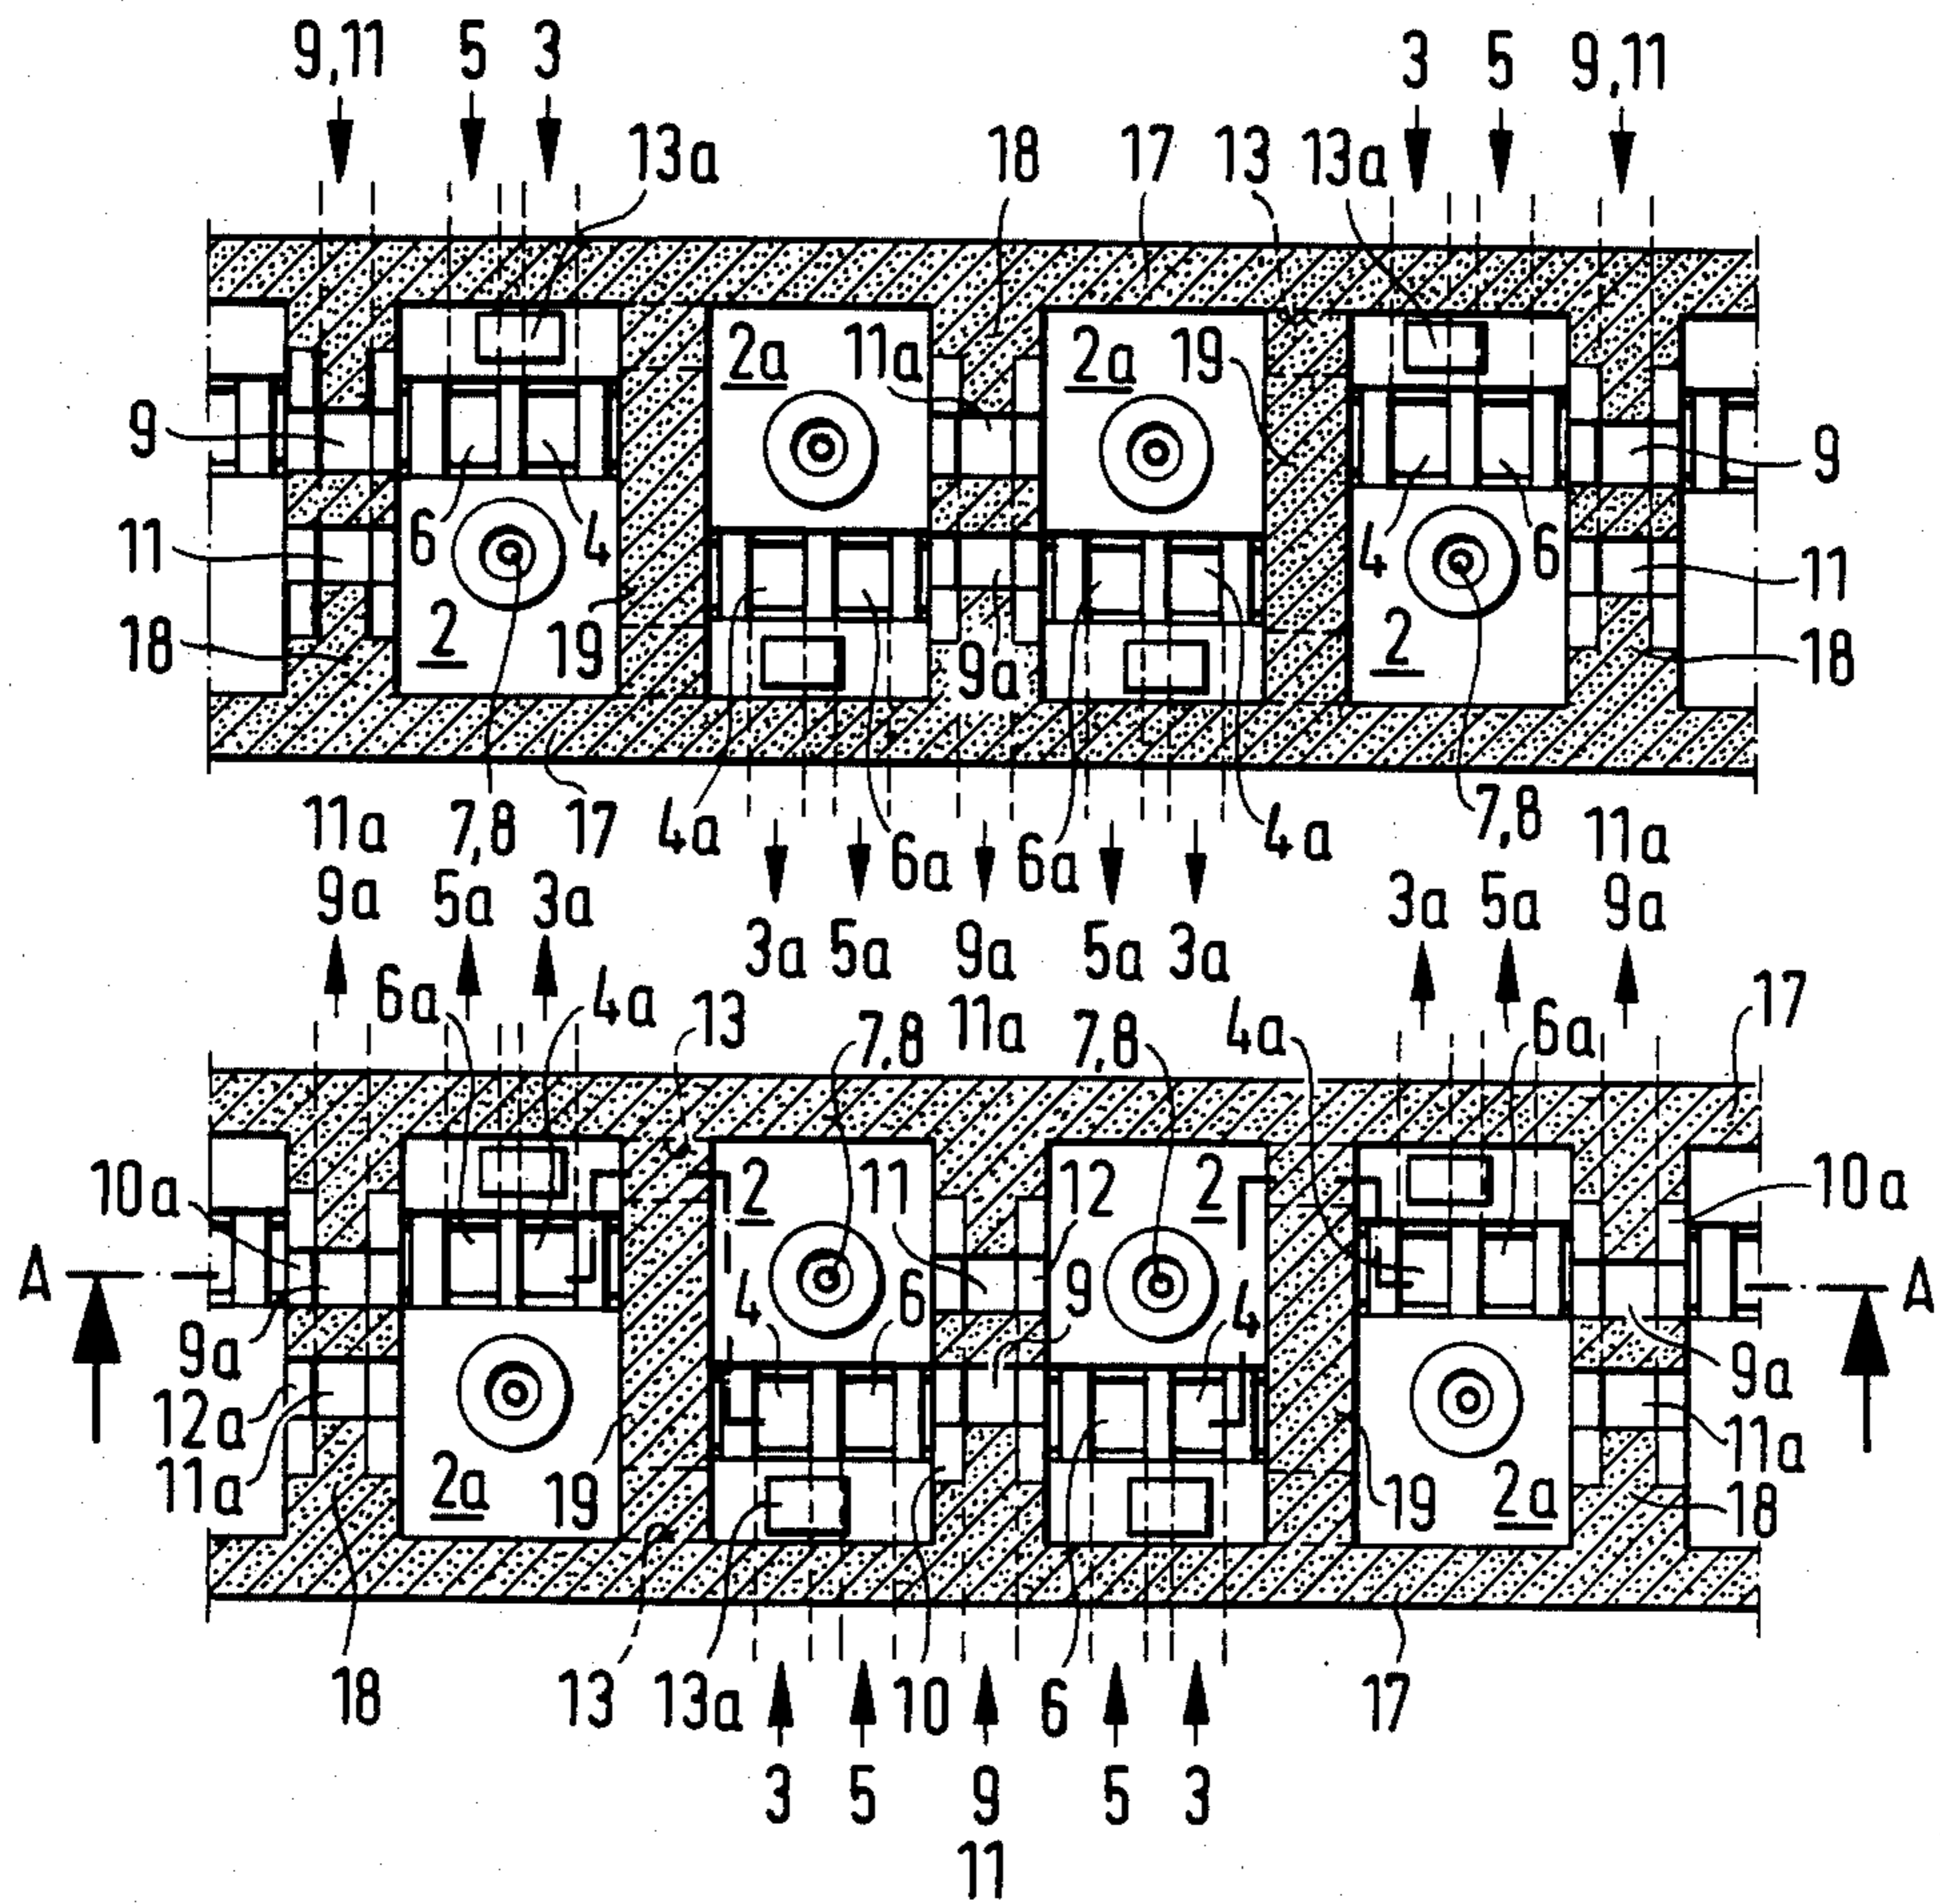 9,11 5 3 3 5 9,11
13a 18 17 13 13a
2a 11a 2a 19
9 9
6 4 4 6
11 11
2 19 9a 2
18 18
11a 7,8 17 4a 6a 6a 4a 7,8 11a
9a 5a 3a 3a 5a 9a
3a 5a 9a 5a 3a
6a 4a 13 7,8 11a 7,8 4a 6a 17
10a 2 11 12 2 10a
A 4 6 9 4 A
9a 9a
12a 11a
11a 2a 19 19 2a 18
18 13 13a 10 6 17
3 5 9 5 3
11